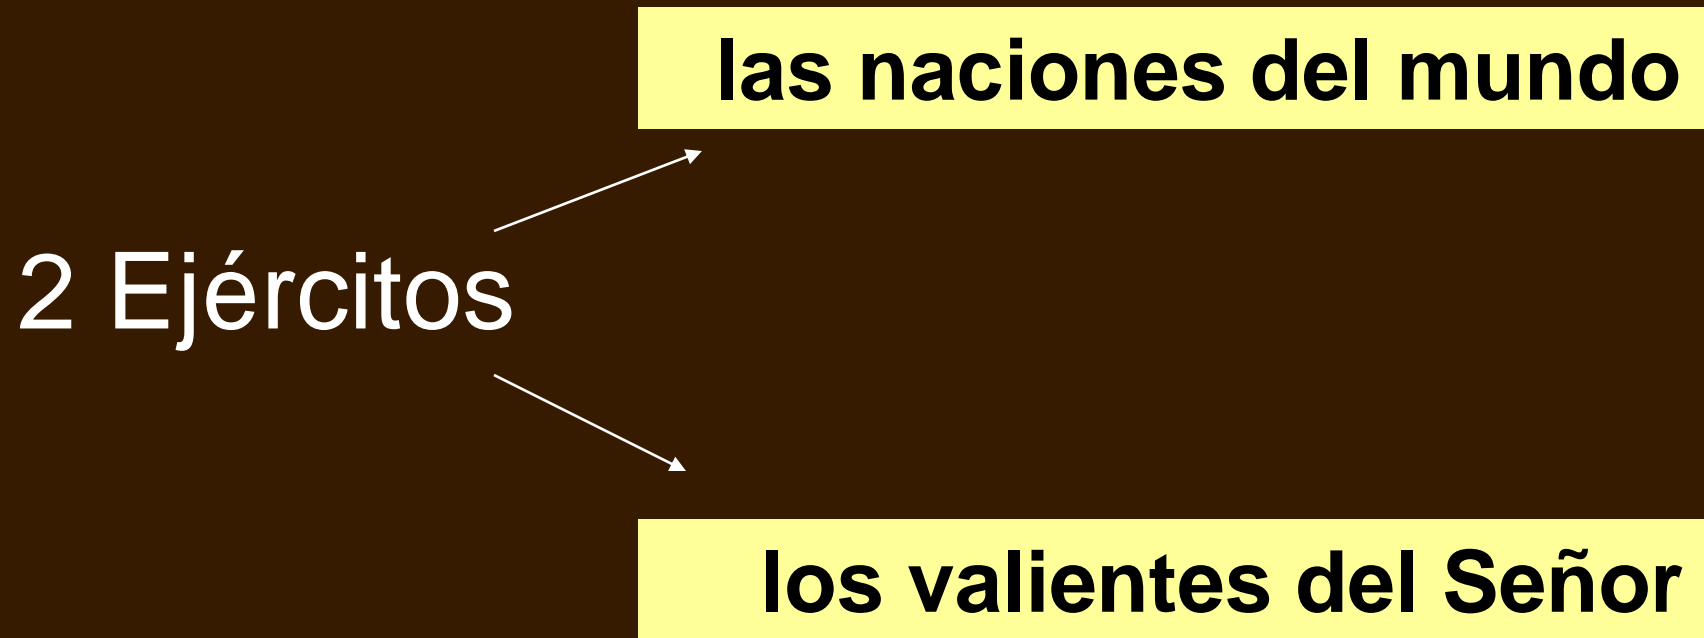 las naciones del mundo
2 Ejércitos
los valientes del Señor